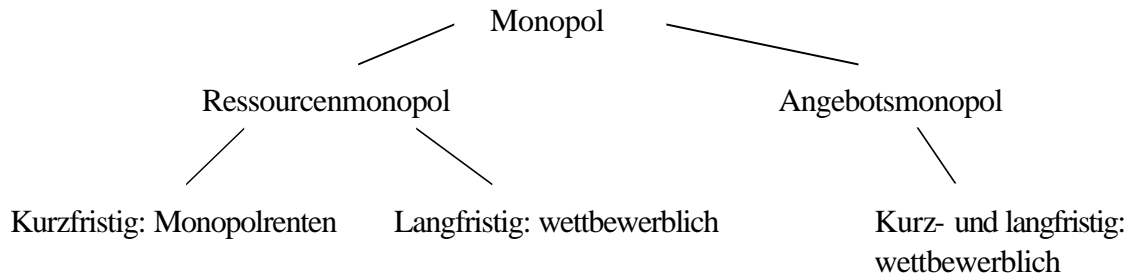 Monopol
Ressourcenmonopol
Angebotsmonopol
Kurzfristig: Monopolrenten
Langfristig: wettbewerblich
Kurz- und langfristig:
wettbewerblich